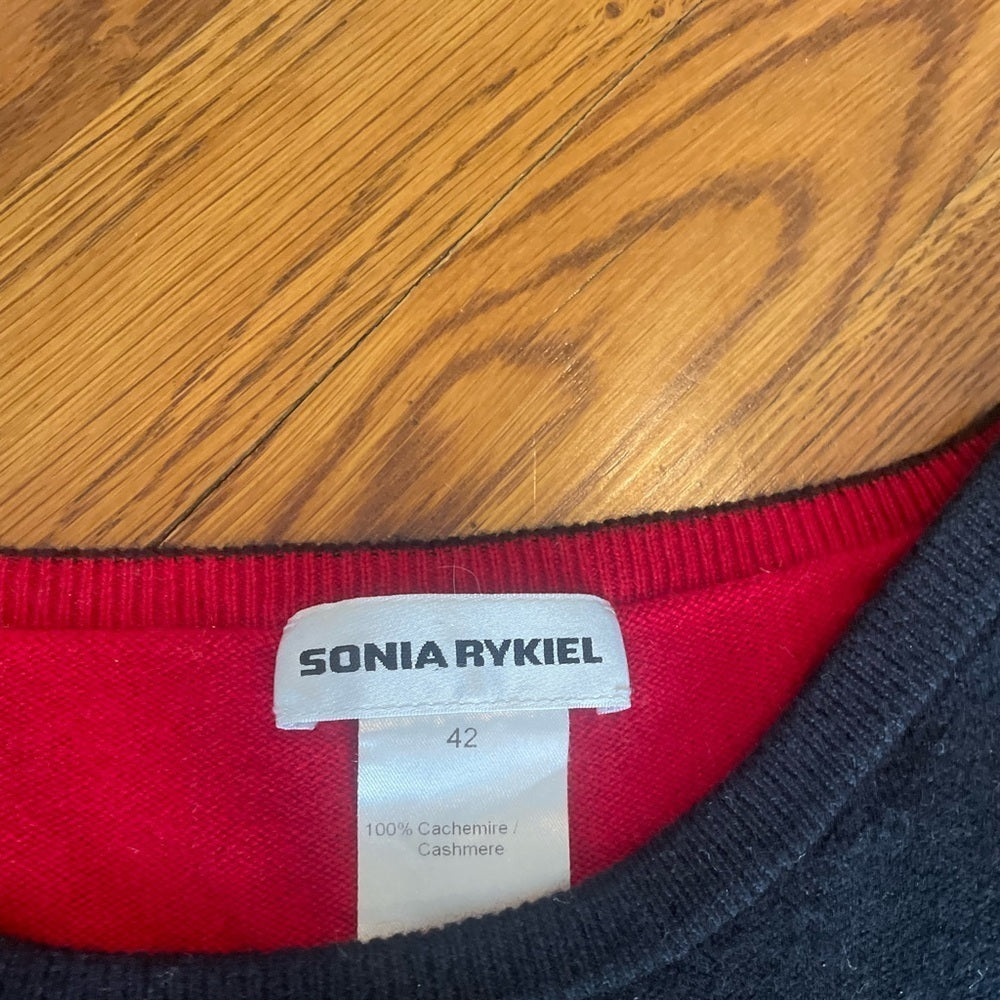 SONIA RYKIEL
42
100% Cachemire /
Cashmere